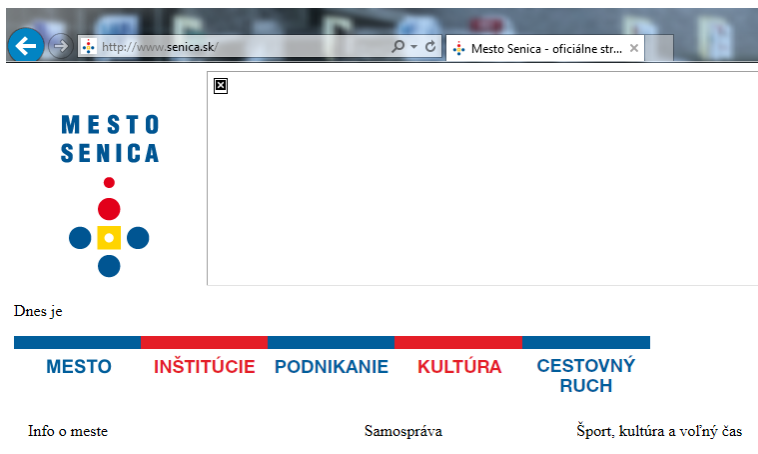 http://www.senica.sk/
Mesto Senica - oficiálne str...
MESTO
SENICA
Dnes je
MESTO INŠTITÚCIE PODNIKANIE KULTÚRA CESTOVNÝ
RUCH
Info o meste Samospráva Šport, kultúra a voľný čas